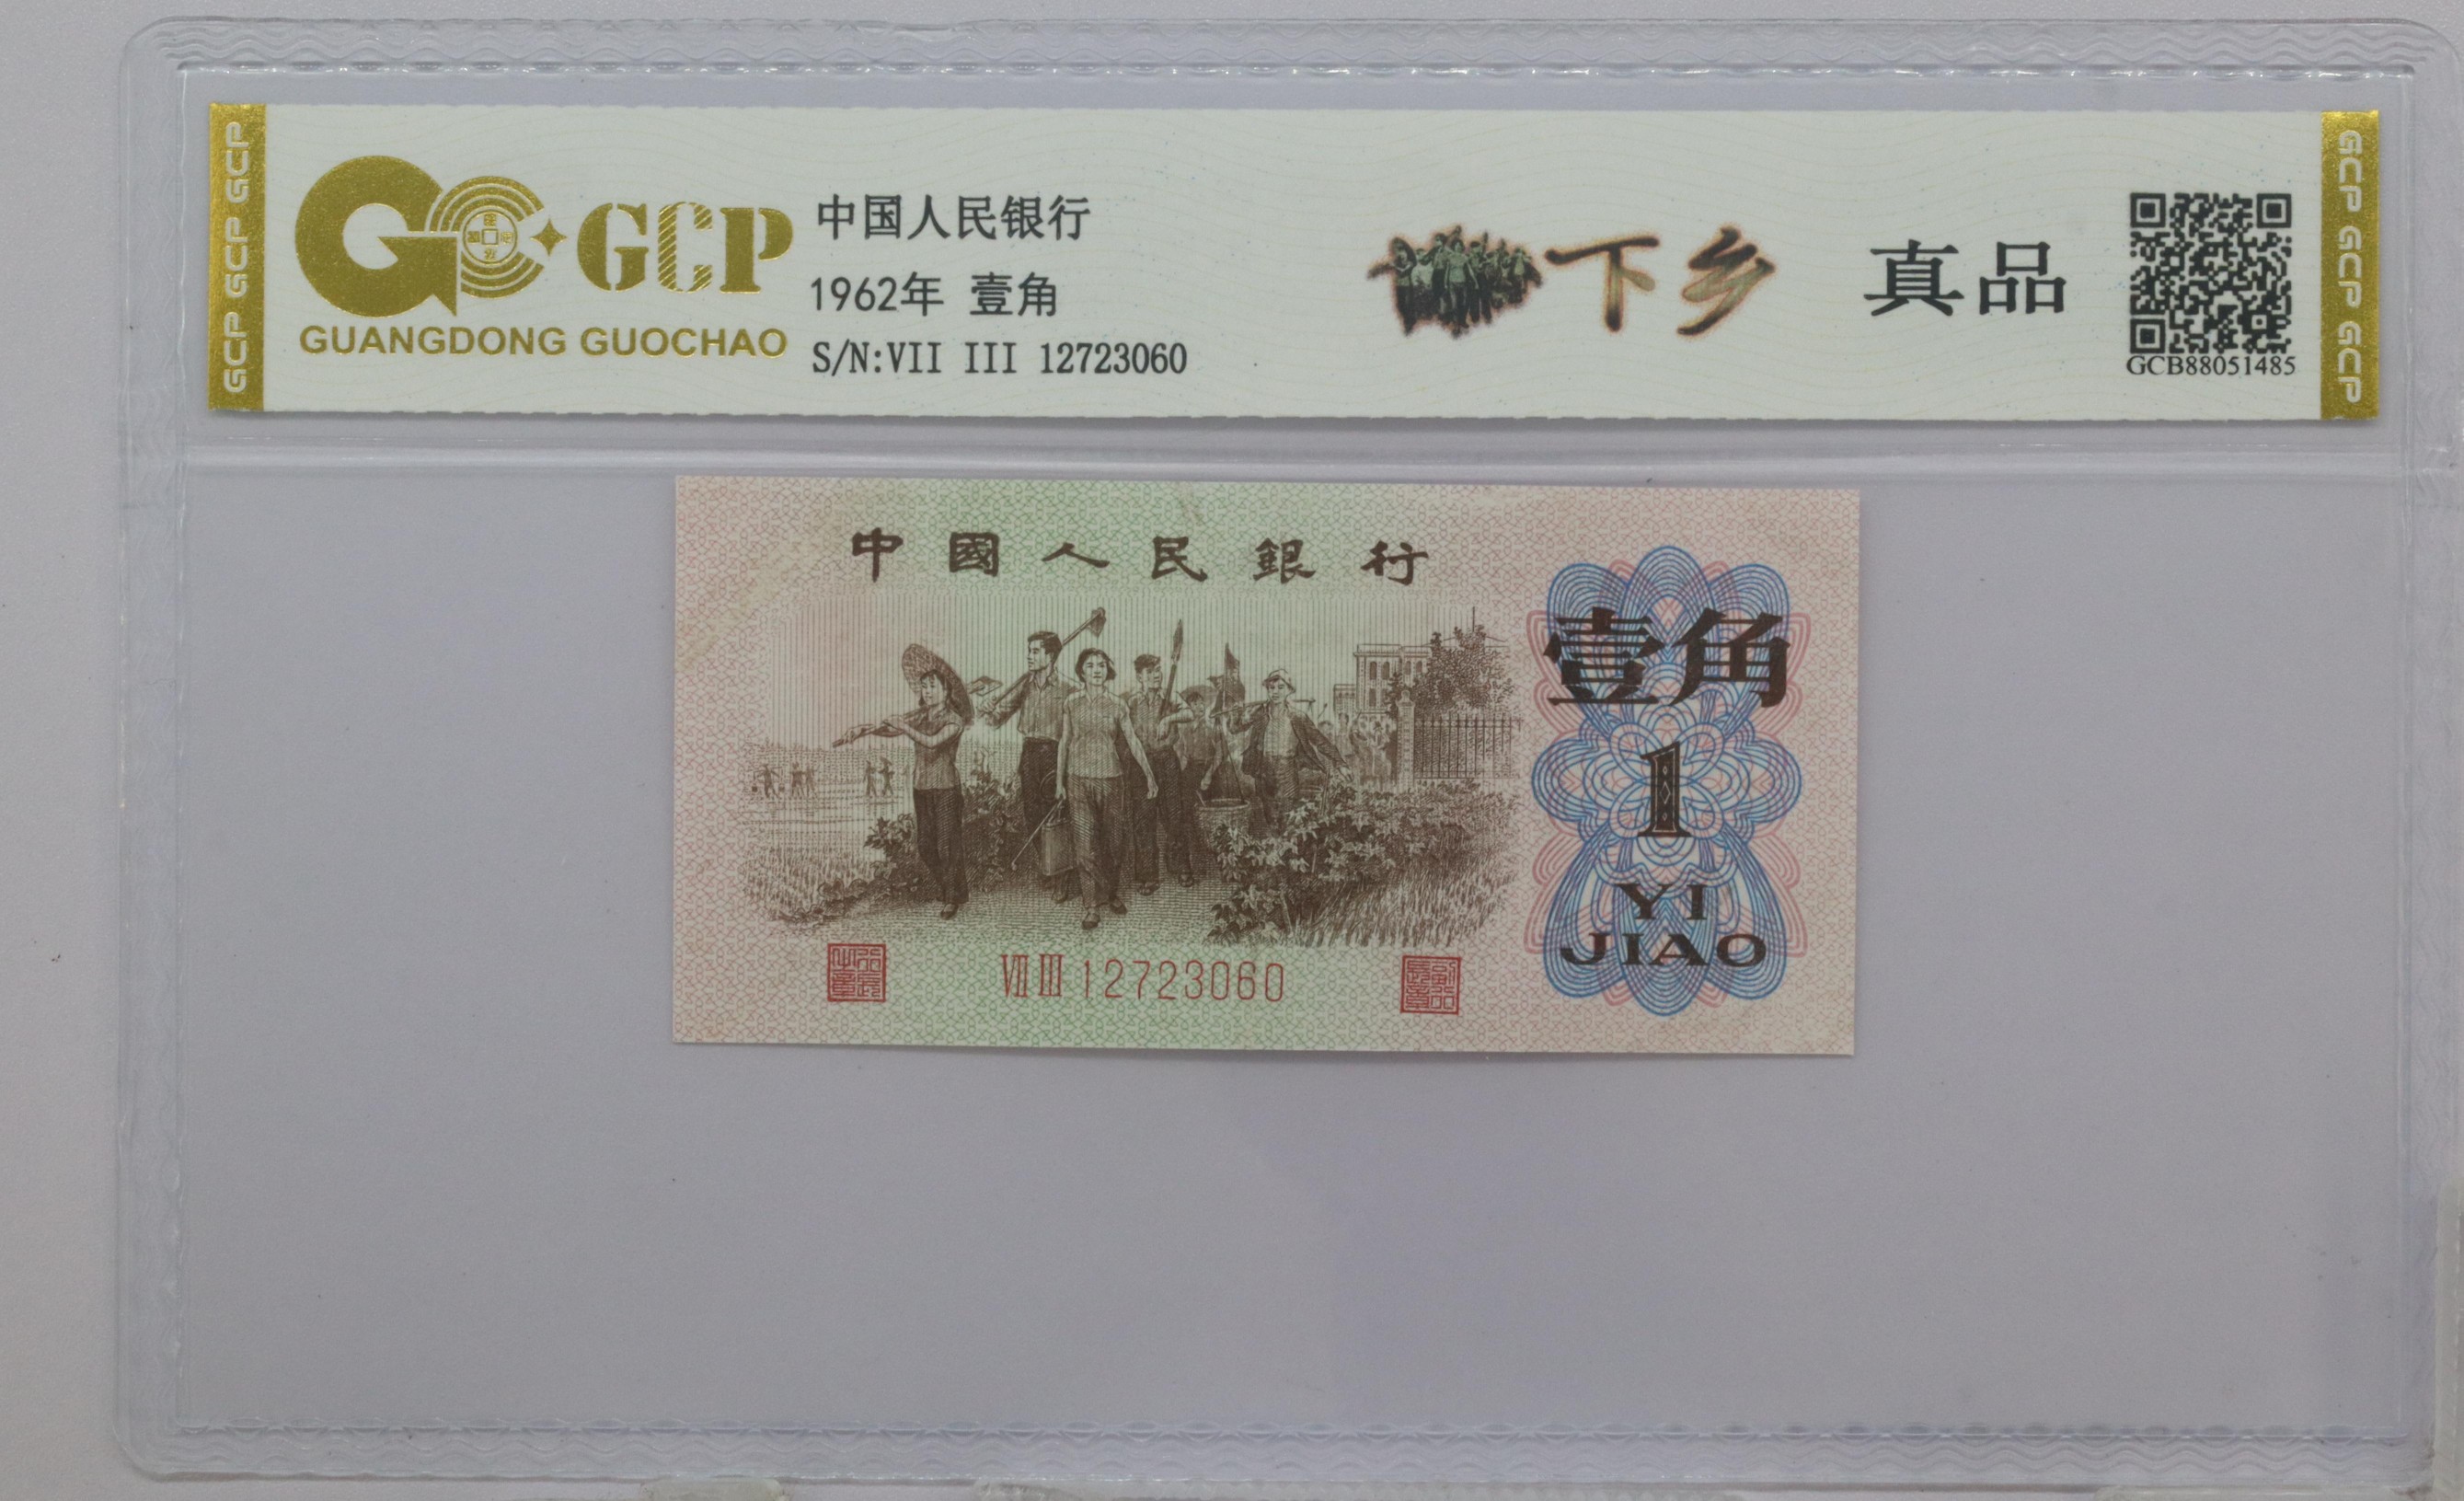 GCP GCP GCP
GCP
GUANGDONG GUOCHAO
中国人民银行
1962年 壹角
S/N:VII III 12723060
下乡
真品
GCB88051485
GCP GCP GCP
中國人民銀行
壹角
1
YI
JIAO
VII III 12723060